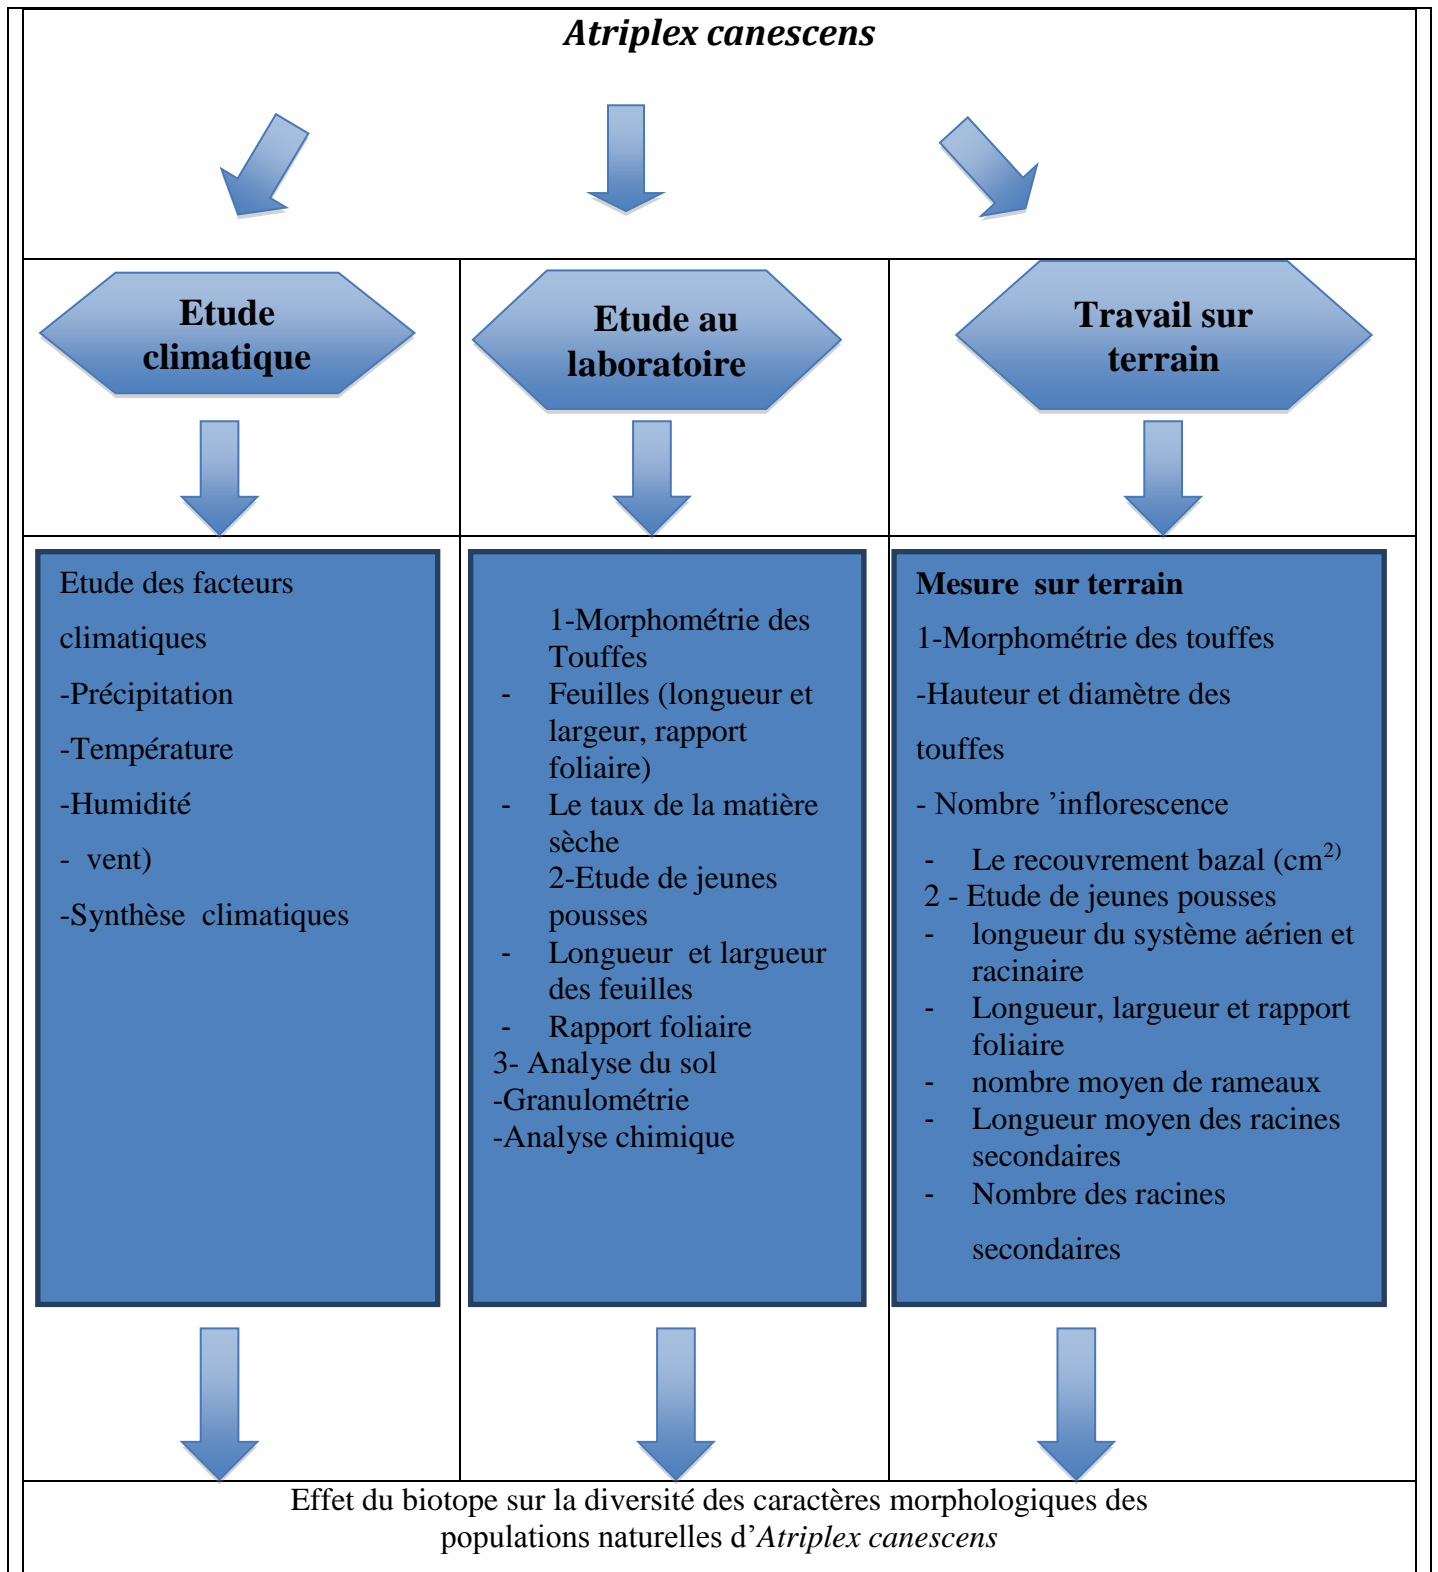 Atriplex canescens
Etude
climatique
Etude au
laboratoire
Travail sur
terrain
Etude des facteurs
climatiques
-Précipitation
-Température
-Humidité
- vent)
-Synthèse climatiques
1-Morphométrie des
Touffes
- Feuilles (longueur et
largeur, rapport
foliaire)
- Le taux de la matière
sèche
2-Etude de jeunes
pousses
- Longueur et largueur
des feuilles
- Rapport foliaire
3- Analyse du sol
-Granulométrie
-Analyse chimique
Mesure sur terrain
1-Morphométrie des touffes
-Hauteur et diamètre des
touffes
- Nombre ’inflorescence
- Le recouvrement bazal (cm²⁾
2 - Etude de jeunes pousses
- longueur du système aérien et
racinaire
- Longueur, largueur et rapport
foliaire
- nombre moyen de rameaux
- Longueur moyen des racines
secondaires
- Nombre des racines
secondaires
Effet du biotope sur la diversité des caractères morphologiques des
populations naturelles d’Atriplex canescens